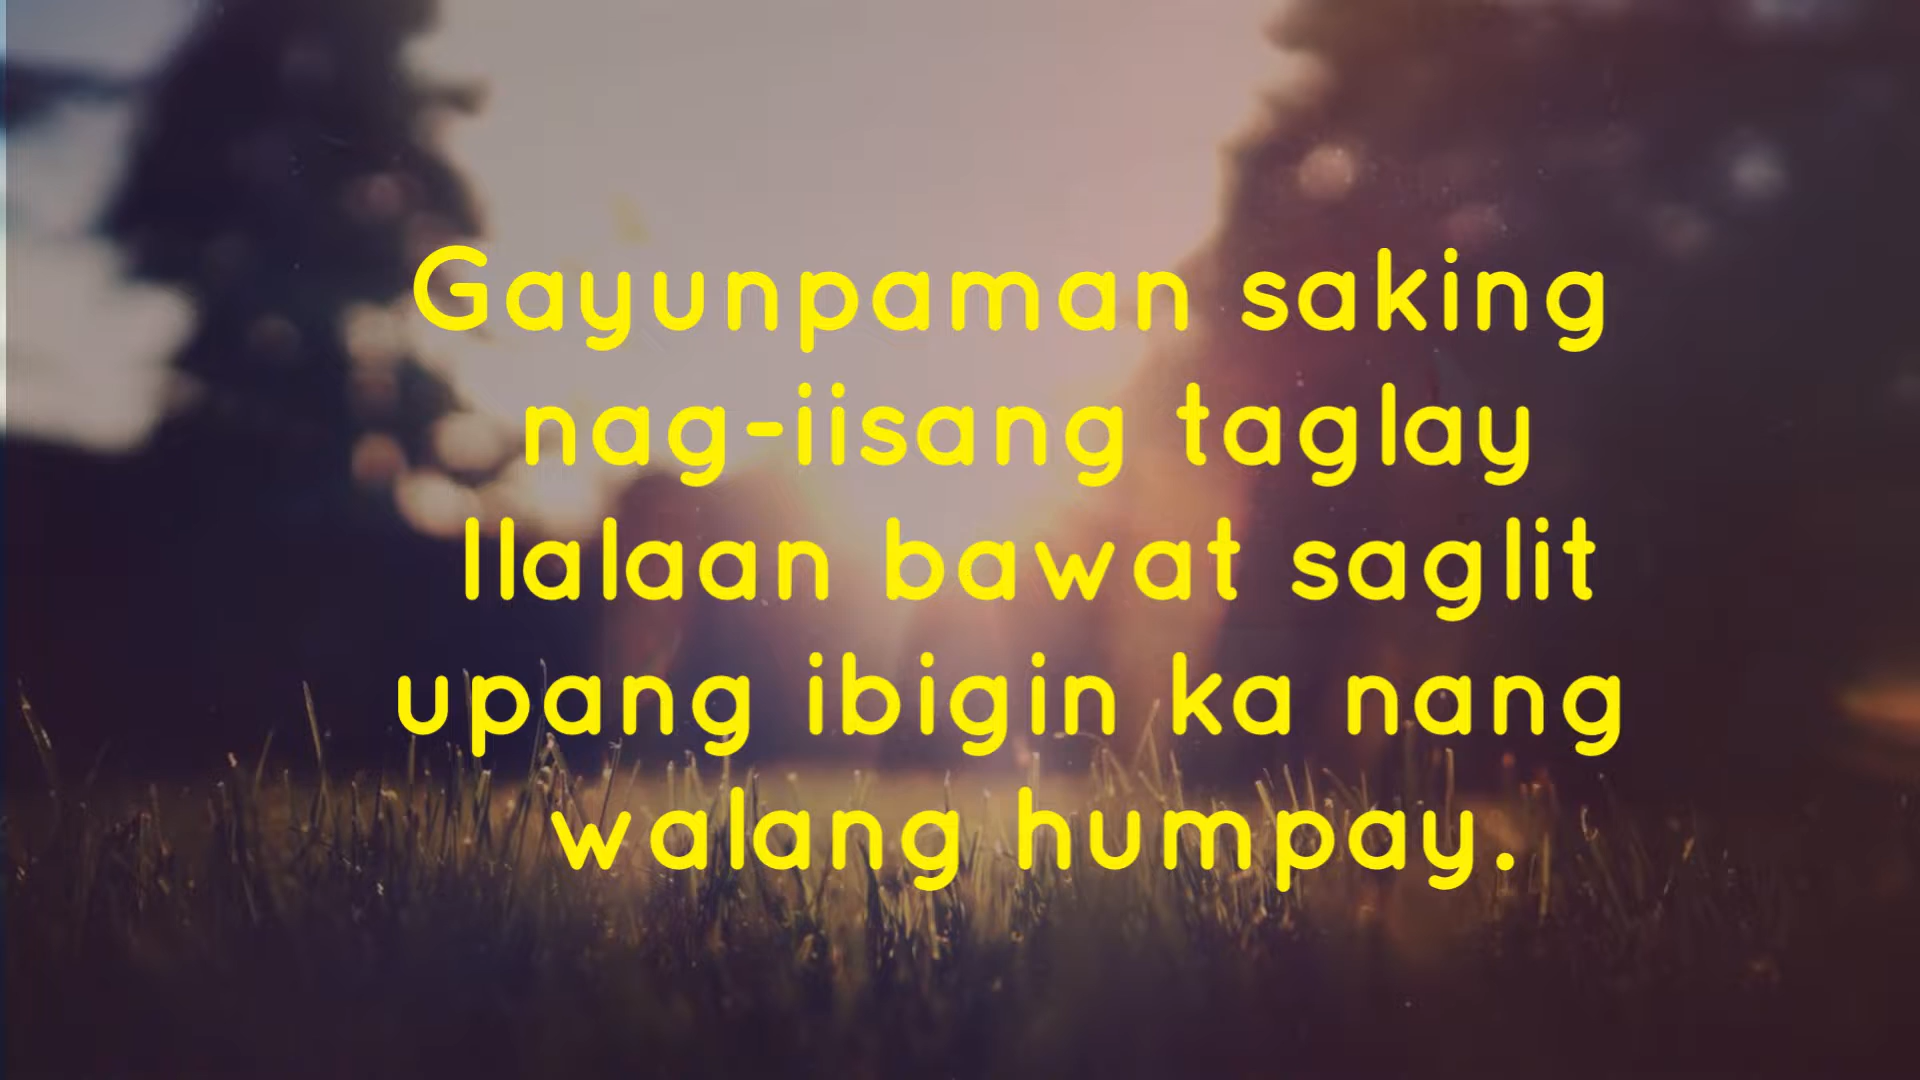 Gayunpaman saking
nag-iisang taglay
Ilalaan bawat saglit
upang ibigin ka nang
walang humpay.